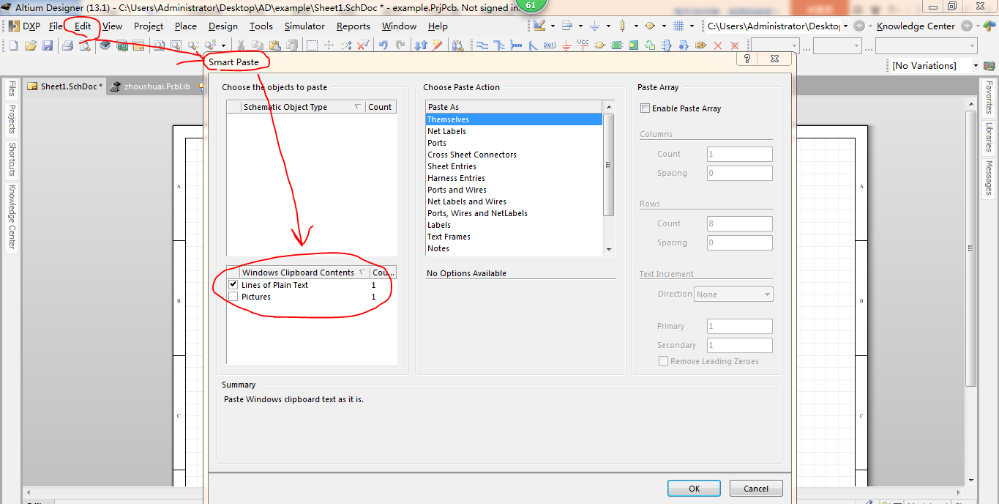 Altium Designer (13.1) - C:\Users\Administrator\Desktop\AD\example\Sheet1.SchDoc * - example.PrjPcb. Not signed in.
61
DXP File Edit View Project Place Design Tools Simulator Reports Window Help
C:\Users\Administrator\Deskto Knowledge Center
Net
Vcc
[No Variations]
Sheet1.SchDoc *
zhoushuai.PcbLib
Files
Projects
Shortcuts
Knowledge Center
Favorites
Libraries
Messages
Smart Paste
Choose the objects to paste
Schematic Object Type Count
Windows Clipboard Contents Cou...
Lines of Plain Text 1
Pictures 1
Choose Paste Action
Paste As
Themselves
Net Labels
Ports
Cross Sheet Connectors
Sheet Entries
Harness Entries
Ports and Wires
Net Labels and Wires
Ports, Wires and NetLabels
Labels
Text Frames
Notes
No Options Available
Paste Array
Enable Paste Array
Columns
Count 1
Spacing 0
Rows
Count 8
Spacing 0
Text Increment
Direction None
Primary 1
Secondary 1
Remove Leading Zeroes
Summary
Paste Windows clipboard text as it is.
OK Cancel
A
B
C
A
B
C